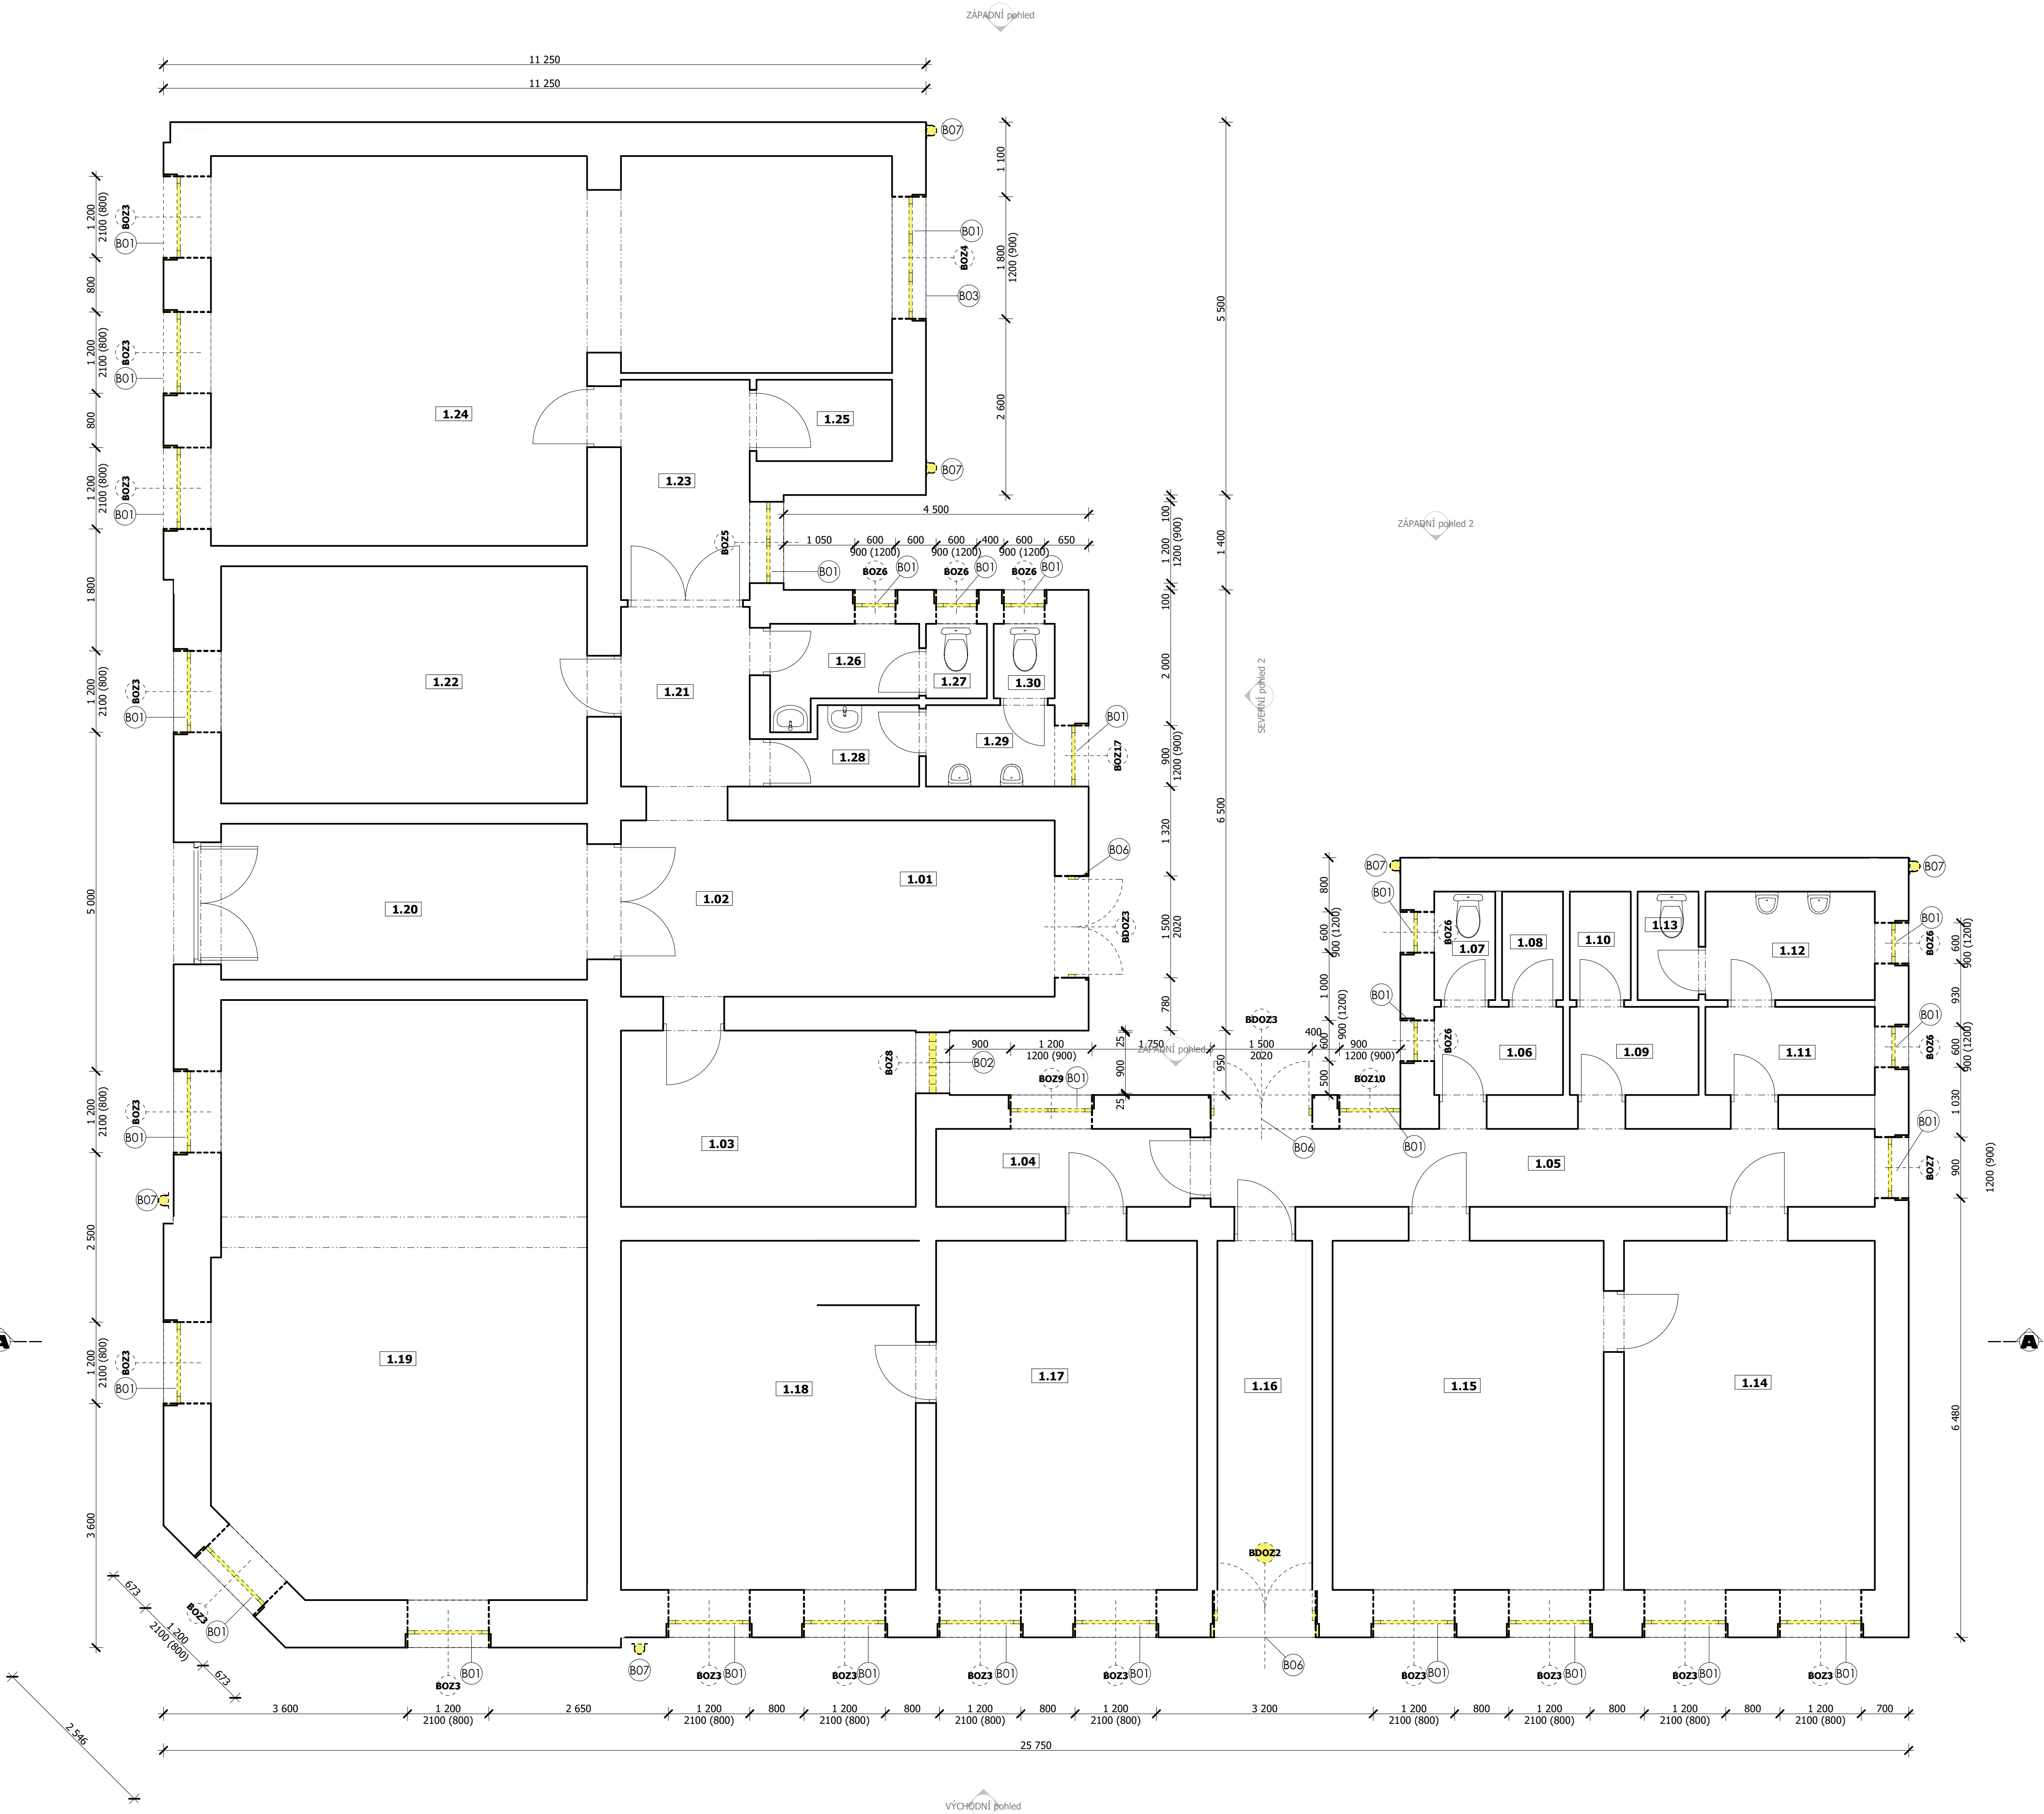 ZÁPADNÍ pohled
11 250
11 250
B07
1 100
1 200
2100 (800)
BOZ3
B01
B01
BOZ4
1 800
1200 (900)
B03
800
5 500
1 200
2100 (800)
BOZ3
B01
800
2 600
1.24
1.25
1.23
B07
1 200
2100 (800)
BOZ3
B01
4 500
100
1 200
1200 (900)
1 400
ZÁPADNÍ pohled 2
BOZ5
1 050
600
600
600
400
600
650
900 (1200)
900 (1200)
900 (1200)
B01
BOZ6
B01
BOZ6
B01
BOZ6
B01
1 800
100
1.26
1.27
1.30
2 000
1.22
1.21
1 200
2100 (800)
BOZ3
B01
SEVERNÍ pohled 2
B01
1.28
1.29
BOZ17
900
1200 (900)
6 500
1 320
B06
1.01
1.02
1.20
5 000
BDOZ3
1 500
2020
780
B07
B07
800
B01
B01
600
900 (1200)
BOZ6
1.07
1.08
1.10
1.13
1.12
BOZ6
600
900 (1200)
1 000
930
B01
B01
BDOZ3
400
600
900 (1200)
BOZ6
1.06
1.09
1.11
BOZ6
600
900 (1200)
BOZ8
B02
900
1 200
1200 (900)
1 750
ZÁPADNÍ pohled
1 500
2020
900
1200 (900)
25
900
25
950
500
BOZ9
B01
BOZ10
1 030
1 200
2100 (800)
BOZ3
B01
1.03
1.04
B06
B01
1.05
B01
BOZ7
900
1200 (900)
B07
2 500
A
1 200
2100 (800)
BOZ3
B01
1.19
1.18
1.17
1.16
1.15
1.14
6 480
A
3 600
BDOZ2
673
1 200
2100 (800)
673
BOZ3
B01
2 546
BOZ3
B01
B07
BOZ3
B01
BOZ3
B01
BOZ3
B01
BOZ3
B01
B06
BOZ3
B01
BOZ3
B01
BOZ3
B01
BOZ3
B01
3 600
1 200
2 650
1 200
800
1 200
800
1 200
800
1 200
3 200
1 200
800
1 200
800
1 200
800
1 200
700
2100 (800)
2100 (800)
2100 (800)
2100 (800)
2100 (800)
2100 (800)
2100 (800)
2100 (800)
2100 (800)
25 750
VÝCHODNÍ pohled